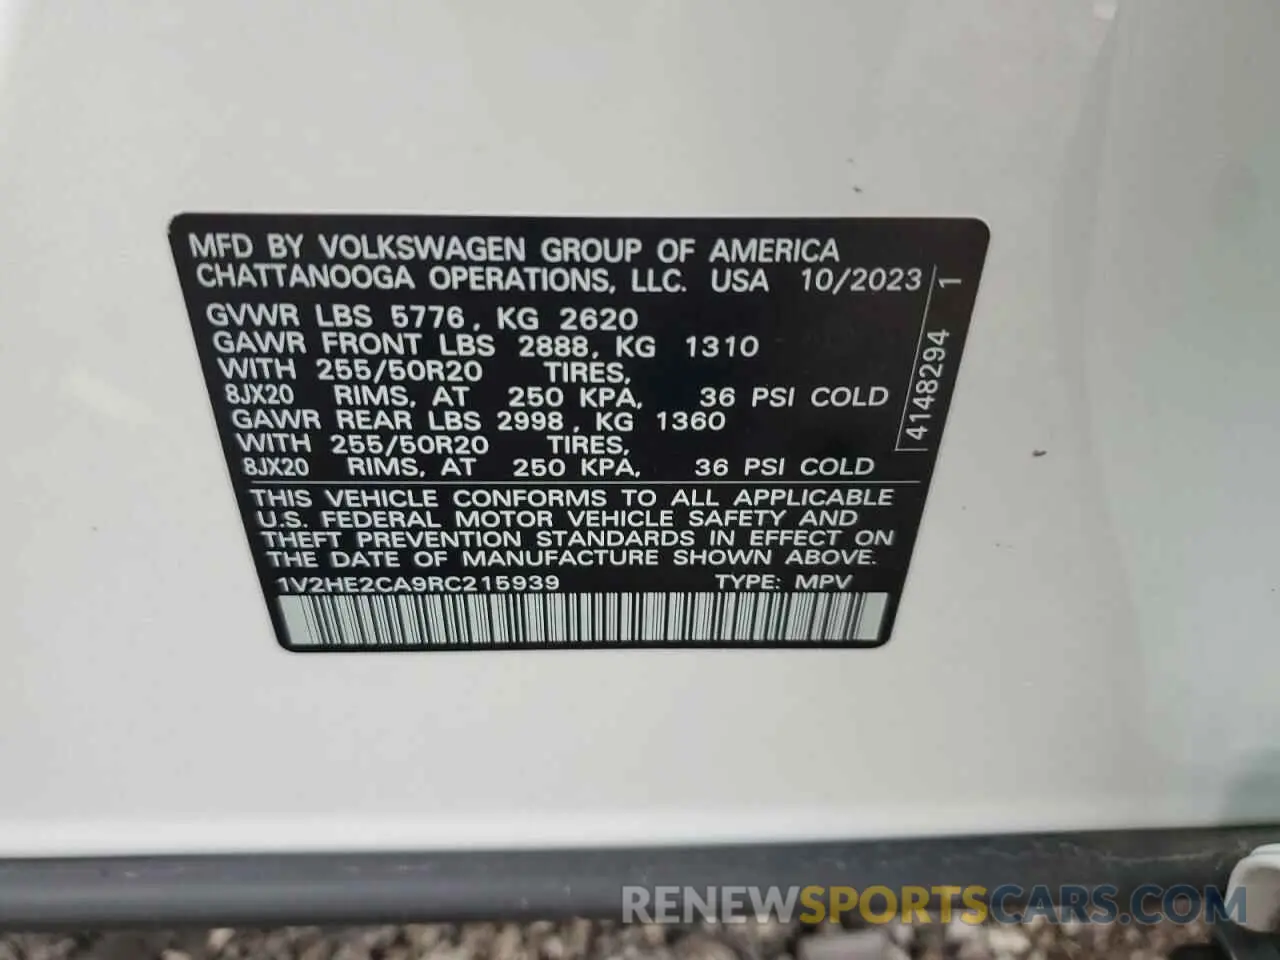 MFD BY VOLKSWAGEN GROUP OF AMERICA
CHATTANOOGA OPERATIONS, LLC. USA 10/2023
GVWR LBS 5776, KG 2620
GAWR FRONT LBS 2888, KG 1310
WITH 255/50R20 TIRES,
8JX20 RIMS, AT 250 KPA, 36 PSI COLD
GAWR REAR LBS 2998, KG 1360
WITH 255/50R20 TIRES,
8JX20 RIMS, AT 250 KPA, 36 PSI COLD
4148294 1
THIS VEHICLE CONFORMS TO ALL APPLICABLE
U.S. FEDERAL MOTOR VEHICLE SAFETY AND
THEFT PREVENTION STANDARDS IN EFFECT ON
THE DATE OF MANUFACTURE SHOWN ABOVE.
1V2HE2CA9RC215939 TYPE: MPV
RENEWSPORTSCARS.COM